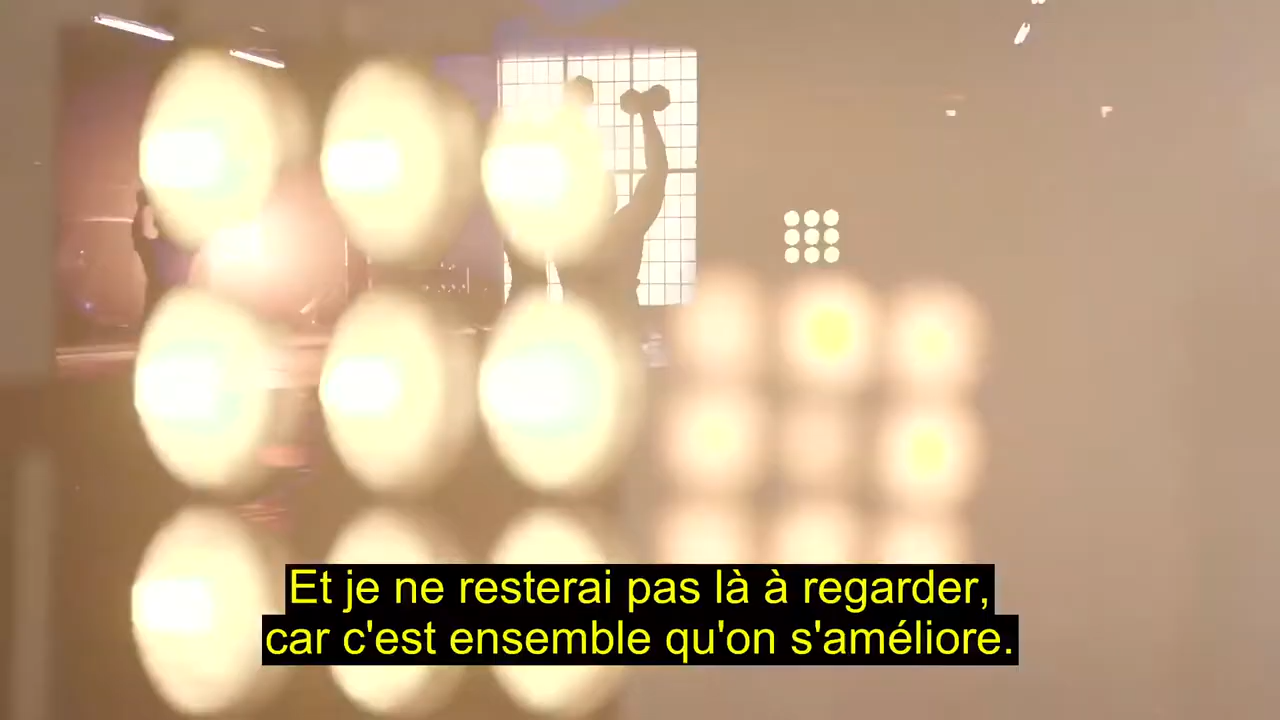 Et je ne resterai pas là à regarder,
car c'est ensemble qu'on s'améliore.